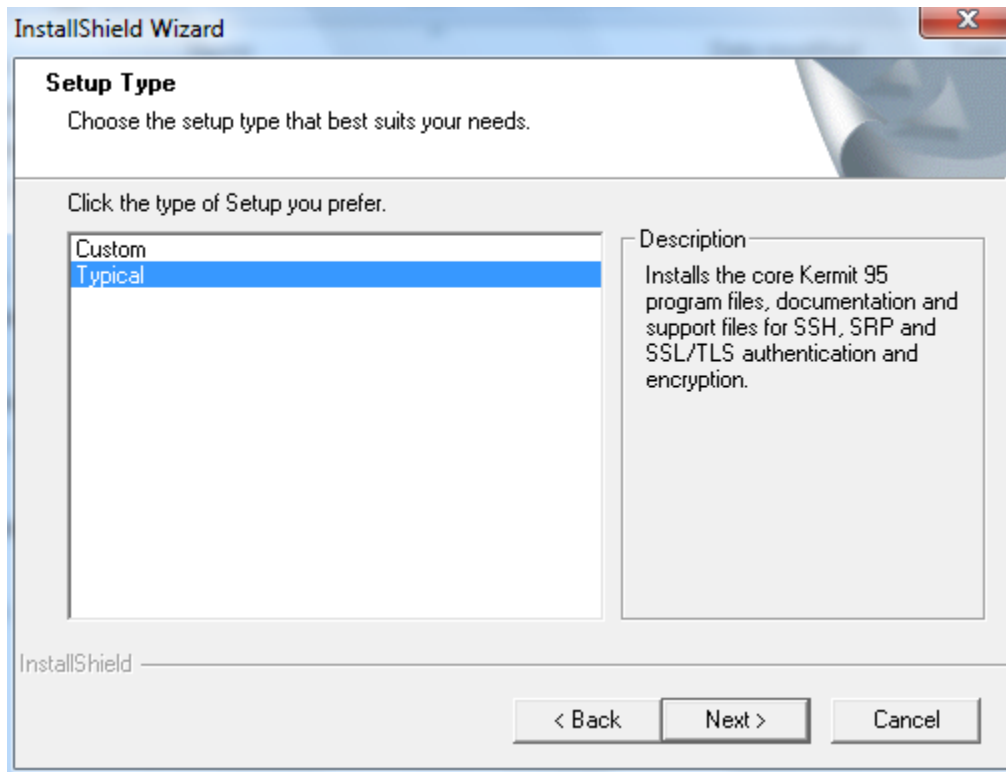 InstallShield Wizard
X
Setup Type
Choose the setup type that best suits your needs.
Click the type of Setup you prefer.
Custom
Typical
Description
Installs the core Kermit 95
program files, documentation and
support files for SSH, SRP and
SSL/TLS authentication and
encryption.
InstallShield
< Back
Next >
Cancel